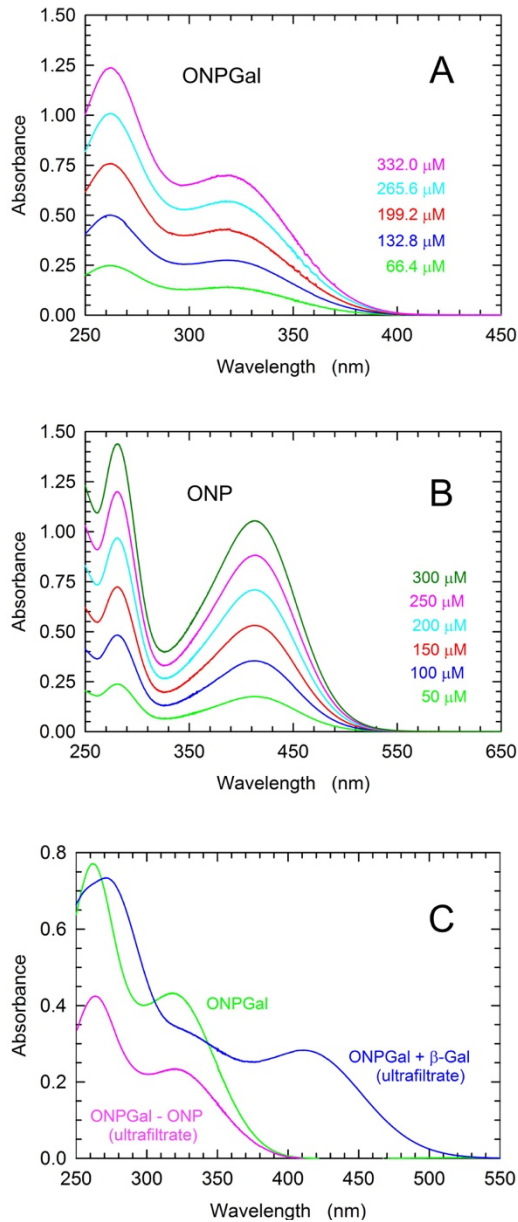 1.50
A
ONPGal
1.25
1.00
0.75
0.50
0.25
0.00
Absorbance
332.0 μM
265.6 μM
199.2 μM
132.8 μM
66.4 μM
250 300 350 400 450
Wavelength (nm)
1.50
B
ONP
1.25
1.00
0.75
0.50
0.25
0.00
Absorbance
300 μM
250 μM
200 μM
150 μM
100 μM
50 μM
250 350 450 550 650
Wavelength (nm)
0.8
C
0.6
0.4
0.2
0.0
Absorbance
ONPGal
ONPGal + β-Gal
(ultrafiltrate)
ONPGal - ONP
(ultrafiltrate)
250 300 350 400 450 500 550
Wavelength (nm)